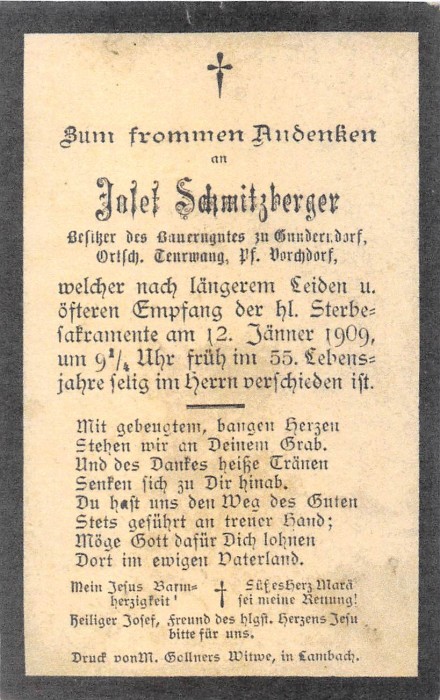 Zum frommen Andenken
an
Josef Schmitzberger
Besitzer des Bauerngutes zu Gunderndorf,
Ortsch. Teurwang, Pf. Vorchdorf,
welcher nach längerem Leiden u.
öfteren Empfang der hl. Sterbe-
sakramente am 12. Jänner 1909,
um 9¼ Uhr früh im 55. Lebens-
jahre selig im Herrn verschieden ist.
Mit gebeugtem, bangen Herzen
Stehen wir an Deinem Grab.
Und des Dankes heiße Tränen
Senken sich zu Dir hinab.
Du hast uns den Weg des Guten
Stets geführt an treuer Hand;
Möge Gott dafür Dich lohnen
Dort im ewigen Vaterland.
Mein Jesus Barm-
herzigkeit!
Süßes Herz Marä
sei meine Rettung!
Heiliger Josef, Freund des hlgst. Herzens Jesu
bitte für uns.
Druck von M. Gollners Witwe, in Lambach.